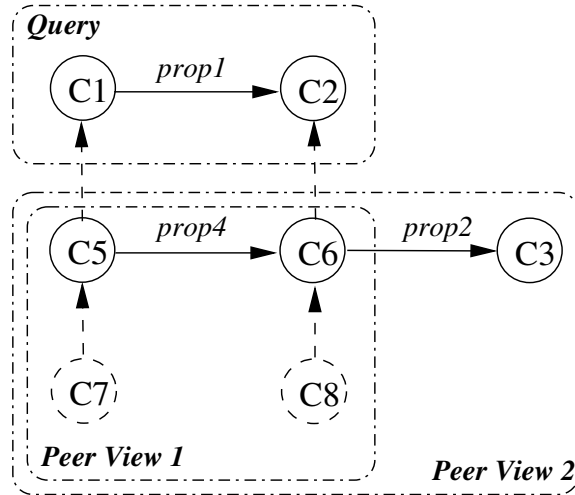 Query
prop1
C1 C2
prop4 prop2
C5 C6 C3
C7 C8
Peer View 1
Peer View 2